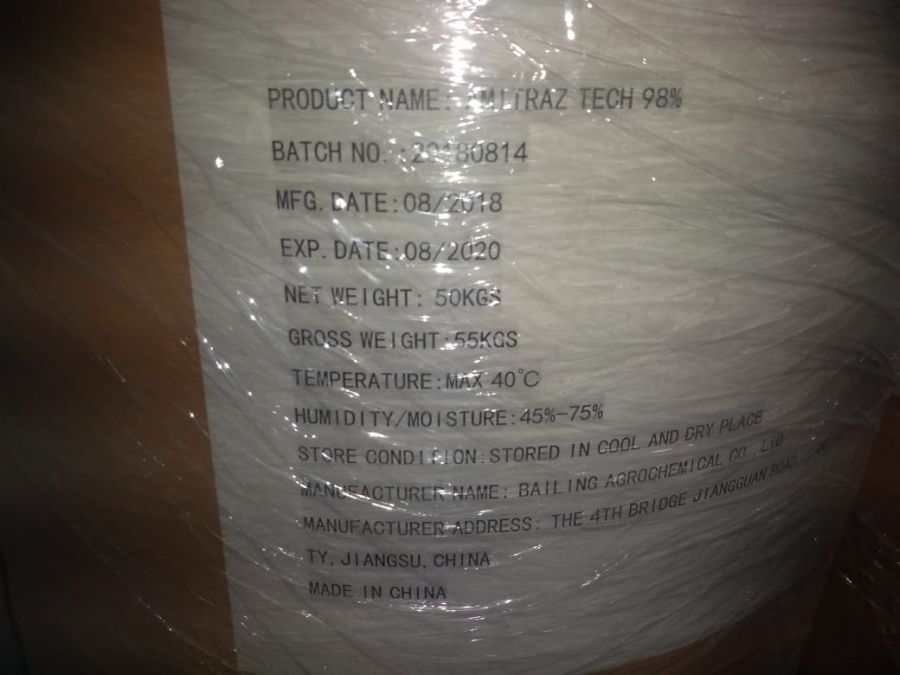 PRODUCT NAME: AMITRAZ TECH 98%
BATCH NO.:20180814
MFG. DATE:08/2018
EXP. DATE:08/2020
NET WEIGHT: 50KGS
GROSS WEIGHT:55KGS
TEMPERATURE:MAX 40℃
HUMIDITY/MOISTURE:45%-75%
STORE CONDITION:STORED IN COOL AND DRY PLACE
MANUFACTURER NAME: BAILING AGROCHEMICAL CO.,LTD
MANUFACTURER ADDRESS: THE 4TH BRIDGE JIANGGUAN ROAD,
TY, JIANGSU, CHINA
MADE IN CHINA